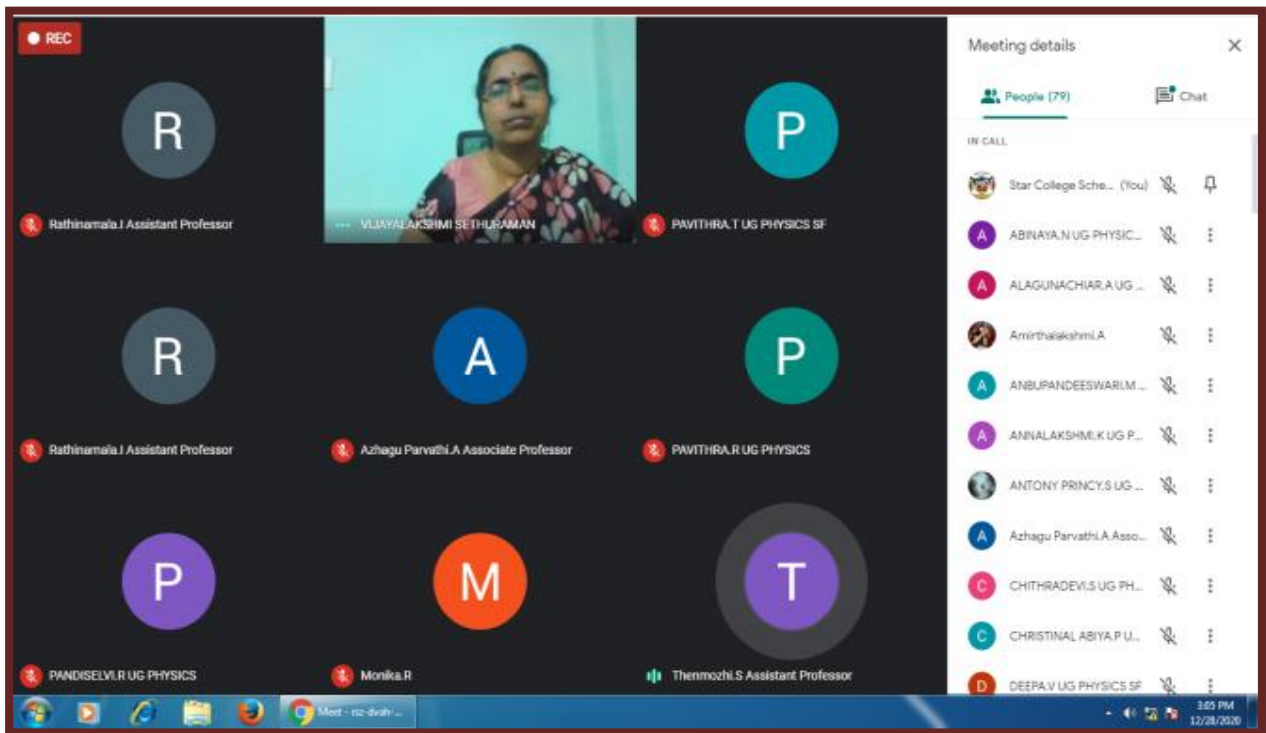 REC
R
Rathinamala.J Assistant Professor
VIJAYALAKSHMI SETHURAMAN
P
PAVITHRA.T UG PHYSICS SF
R
Rathinamala.J Assistant Professor
A
Azhagu Parvathi.A Associate Professor
P
PAVITHRA.R UG PHYSICS
P
PANDISELVI.R UG PHYSICS
M
Monika.R
T
Thenmozhi.S Assistant Professor
Meeting details
People (79)
Chat
IN CALL
Star College Sche... (You)
A
ABINAYA.N UG PHYSIC...
A
ALAGUNACHIAR.A UG ...
Amirthalakshmi.A
A
ANBUPANDEESWARI.M ...
A
ANNALAKSHMI.K UG P...
ANTONY PRINCY.S UG ...
A
Azhagu Parvathi.A Asso...
C
CHITHRADEVI.S UG PH...
C
CHRISTINAL ABIYA.P U...
D
DEEPA.V UG PHYSICS SF
Meet - nsz-dvah-...
3:05 PM
12/28/2020